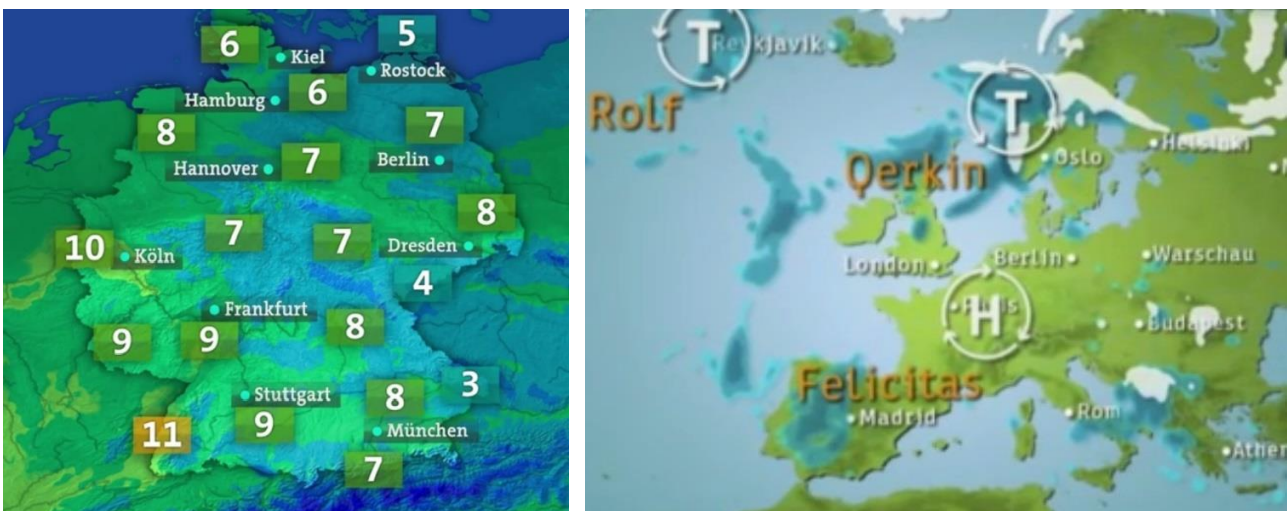 6
5
Kiel
Rostock
Hamburg
6
8
7
Hannover
7
Berlin
8
10
Köln
7
7
Dresden
4
Frankfurt
9
9
8
Stuttgart
8
3
11
9
München
7
T
Reykjavik
Rolf
T
Helsinki
Oslo
Qerkin
London
Berlin
Warschau
Paris
H
Budapest
Felicitas
Madrid
Rom
Athen